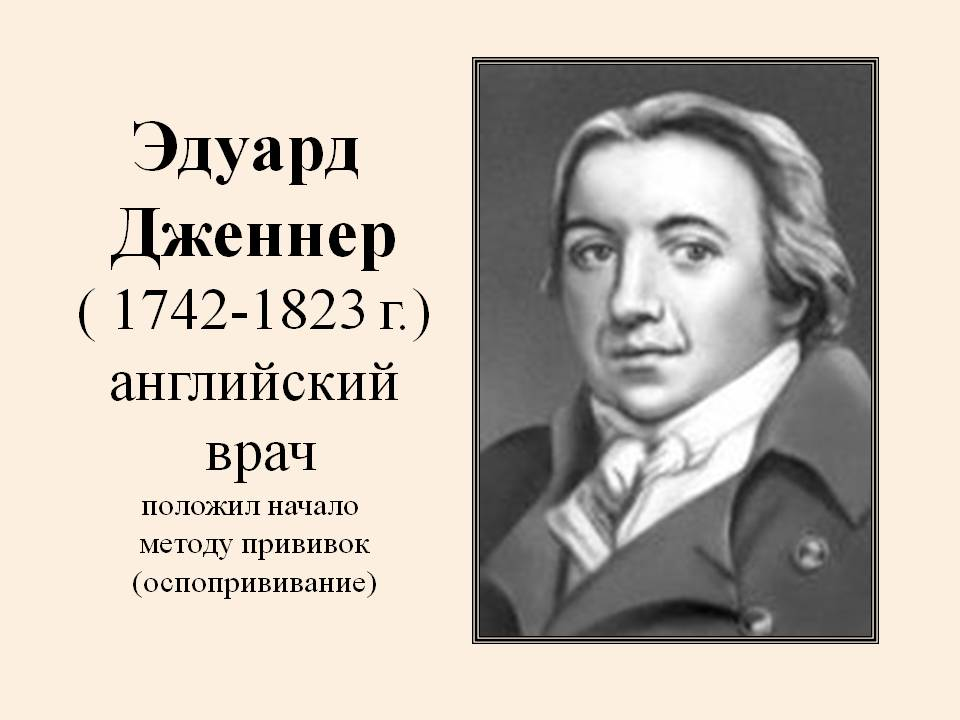 Эдуард
Дженнер
( 1742-1823 г.)
английский
врач
положил начало
методу прививок
(оспопрививание)